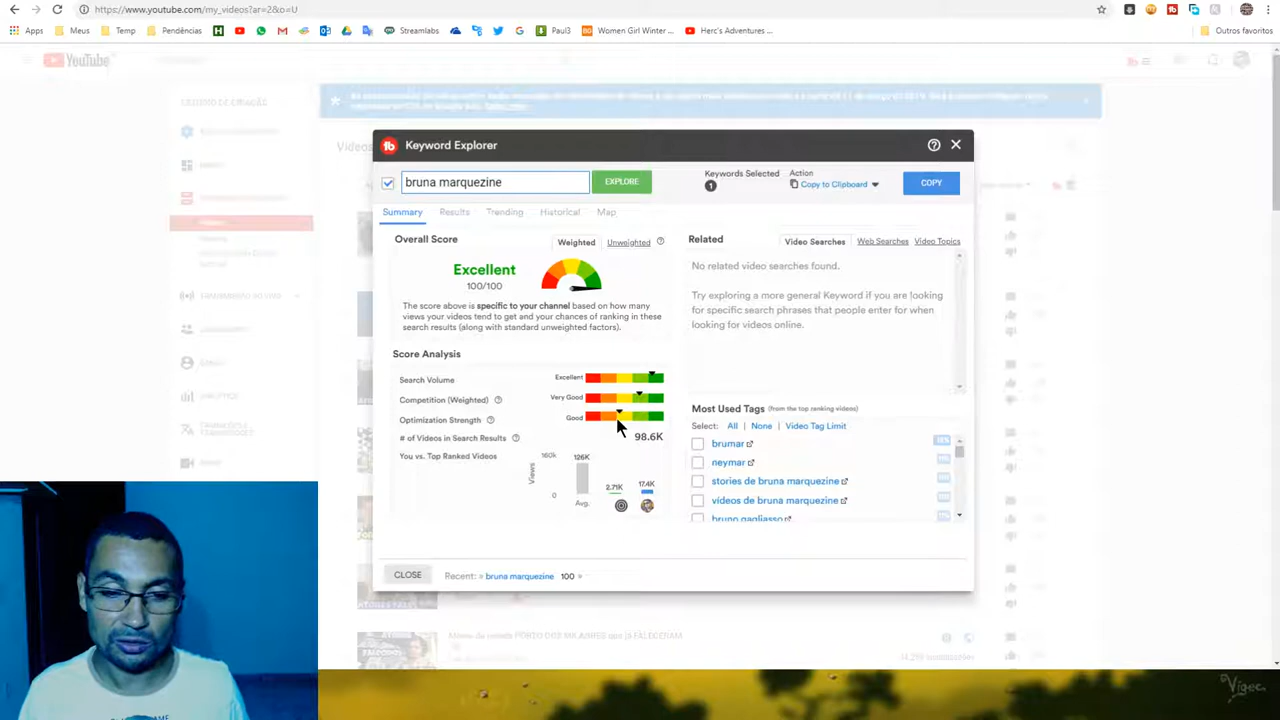 https://www.youtube.com/my_videos?ar=2&o=U
Apps Meus Temp Pendências Streamlabs Paul3 Women Girl Winter ... Herc's Adventures ... Outros favoritos
YouTube
Keyword Explorer
bruna marquezine
EXPLORE
Keywords Selected
1
Action
Copy to Clipboard
COPY
Summary Results Trending Historical Map
Overall Score
Weighted Unweighted
Excellent
100/100
The score above is specific to your channel based on how many
views your videos tend to get and your chances of ranking in these
search results (along with standard unweighted factors).
Related
Video Searches Web Searches Video Topics
No related video searches found.
Try exploring a more general Keyword if you are looking
for specific search phrases that people enter for when
looking for videos online.
Score Analysis
Search Volume Excellent
Competition (Weighted) Very Good
Optimization Strength Good
# of Videos in Search Results 98.6K
You vs. Top Ranked Videos
Views
160k
0
126K
2.71K
17.4K
Avg.
Most Used Tags (from the top ranking videos)
Select: All None Video Tag Limit
brumar
neymar
stories de bruna marquezine
vídeos de bruna marquezine
bruno gagliasso
CLOSE
Recent: » bruna marquezine 100 »
Vídeos
Vigec